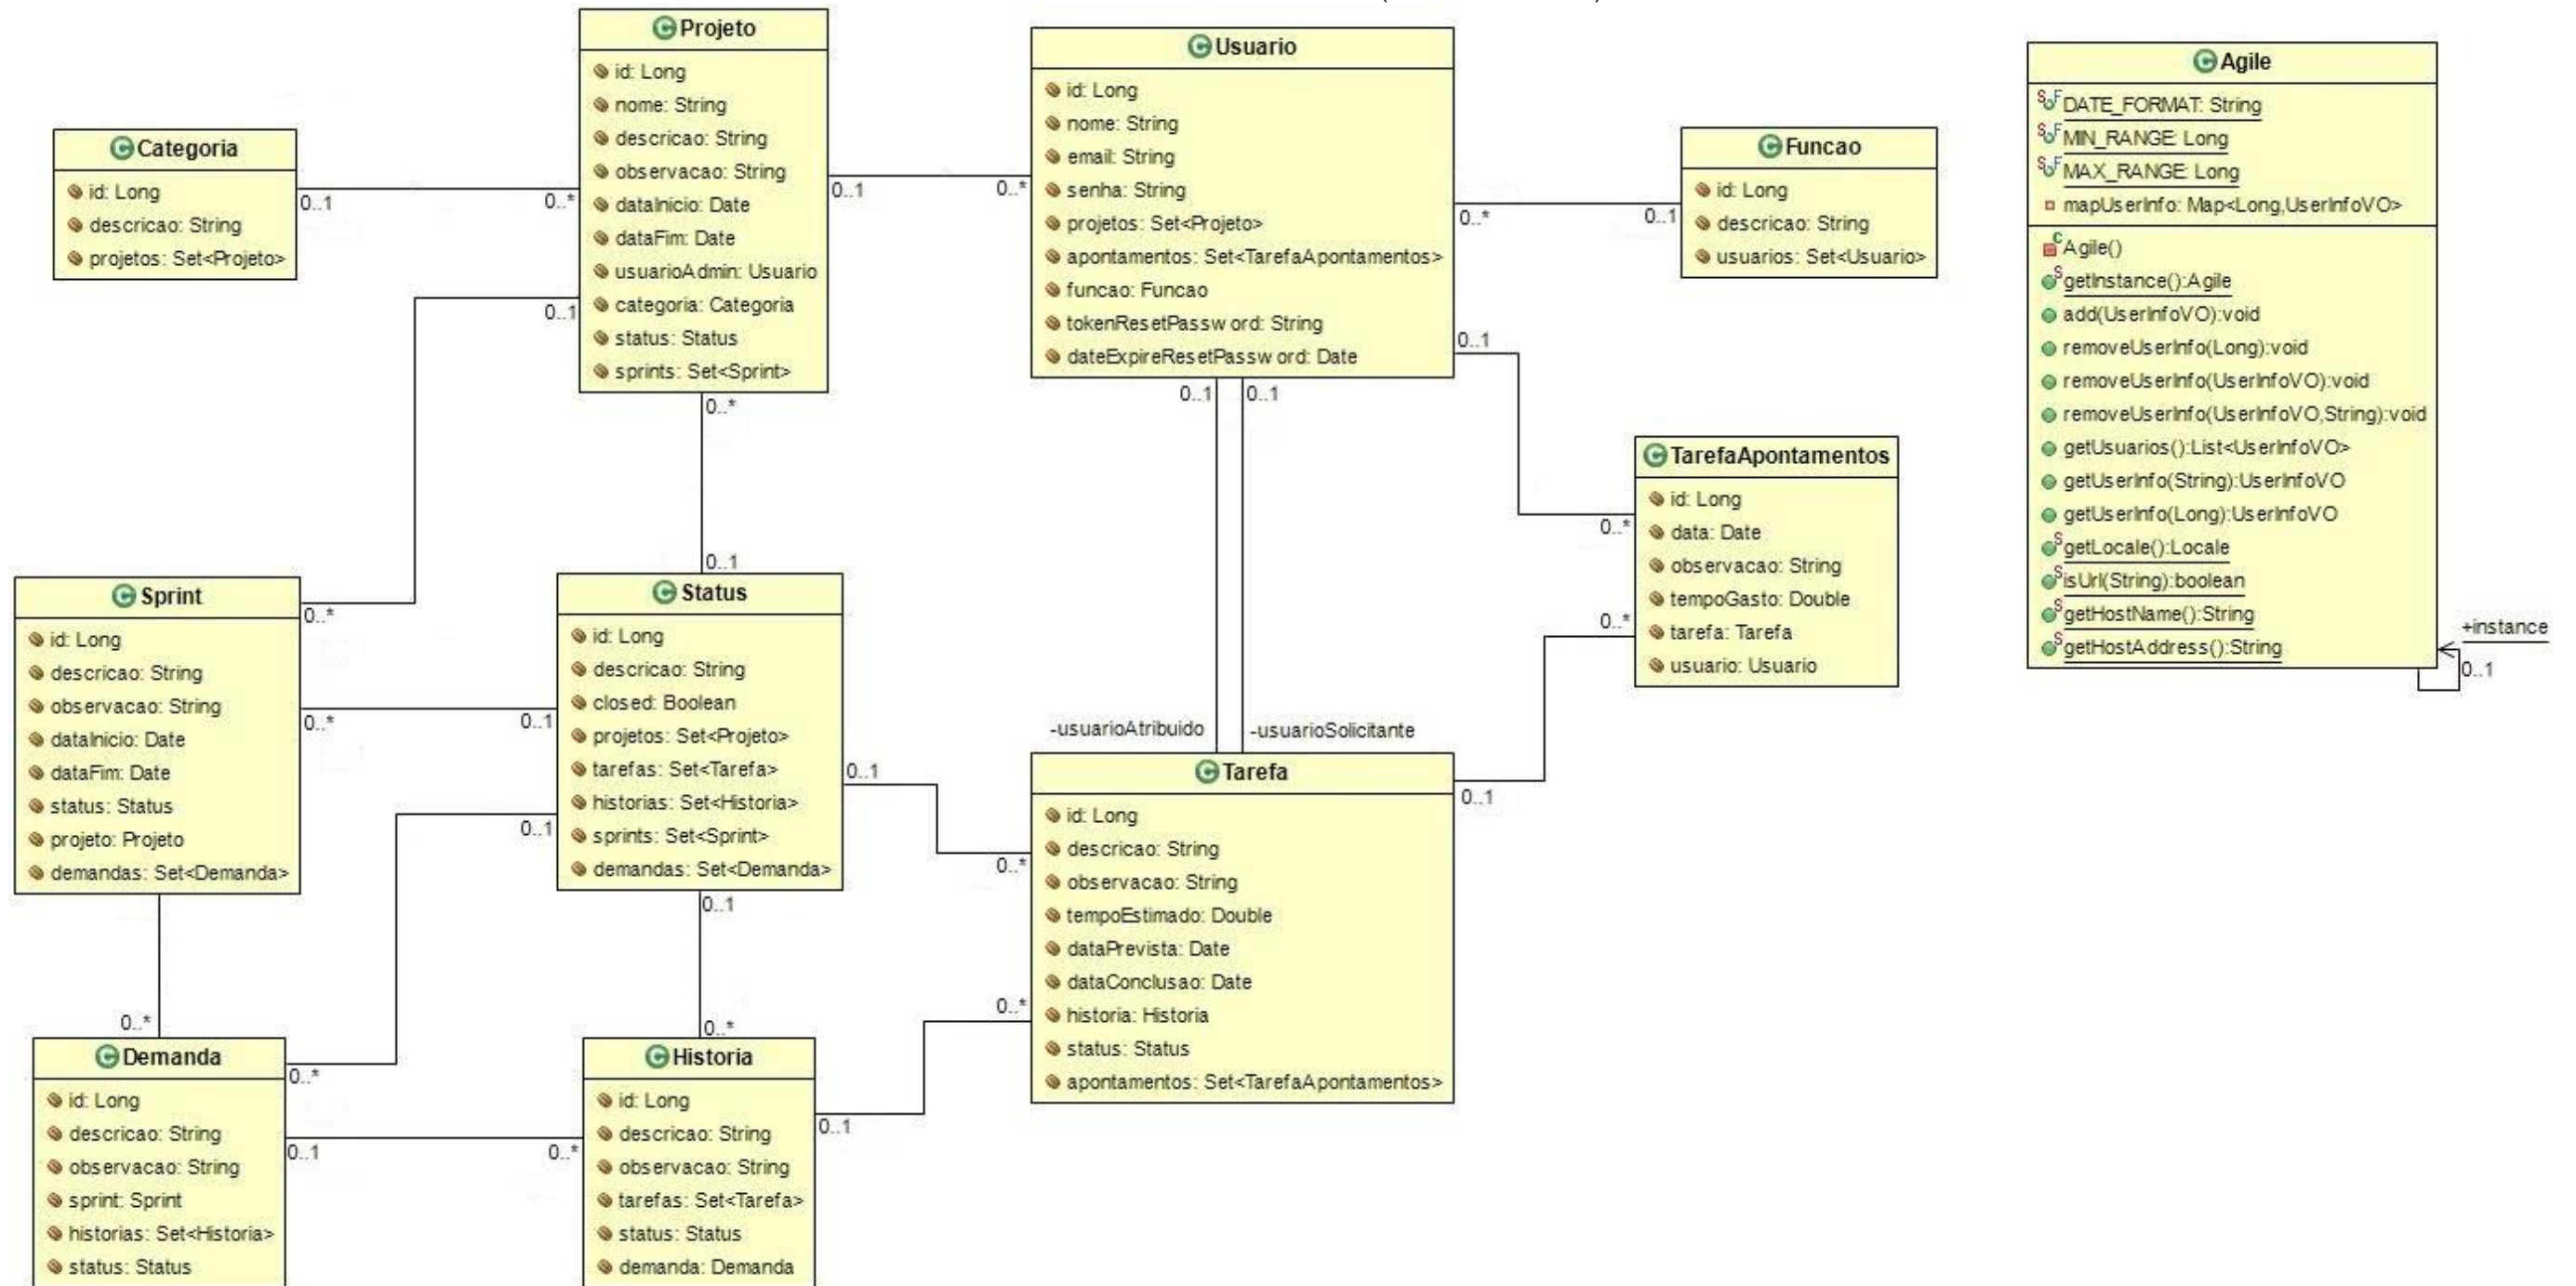 Projeto
id: Long
nome: String
descricao: String
observacao: String
dataInicio: Date
dataFim: Date
usuarioAdmin: Usuario
categoria: Categoria
status: Status
sprints: Set<Sprint>
Usuario
id: Long
nome: String
email: String
senha: String
projetos: Set<Projeto>
apontamentos: Set<TarefaApontamentos>
funcao: Funcao
tokenResetPassword: String
dateExpireResetPassword: Date
Agile
DATE_FORMAT: String
MIN_RANGE: Long
MAX_RANGE: Long
mapUserInfo: Map<Long,UserInfoVO>
Agile()
getInstance():Agile
add(UserInfoVO):void
removeUserInfo(Long):void
removeUserInfo(UserInfoVO):void
removeUserInfo(UserInfoVO,String):void
getUsuarios():List<UserInfoVO>
getUserInfo(String):UserInfoVO
getUserInfo(Long):UserInfoVO
getLocale():Locale
isUrl(String):boolean
getHostName():String
getHostAddress():String
+instance
0..1
Categoria
id: Long
descricao: String
projetos: Set<Projeto>
0..1
0..*
0..1
0..*
Funcao
id: Long
descricao: String
usuarios: Set<Usuario>
0..*
0..1
0..1
0..*
0..1
0..1
0..1
0..1
0..*
TarefaApontamentos
id: Long
data: Date
observacao: String
tempoGasto: Double
tarefa: Tarefa
usuario: Usuario
0..*
Sprint
id: Long
descricao: String
observacao: String
dataInicio: Date
dataFim: Date
status: Status
projeto: Projeto
demandas: Set<Demanda>
0..*
0..*
0..1
0..1
Status
id: Long
descricao: String
closed: Boolean
projetos: Set<Projeto>
tarefas: Set<Tarefa>
historias: Set<Historia>
sprints: Set<Sprint>
demandas: Set<Demanda>
0..1
0..*
0..1
0..*
-usuarioAtribuido
-usuarioSolicitante
Tarefa
id: Long
descricao: String
observacao: String
tempoEstimado: Double
dataPrevista: Date
dataConclusao: Date
historia: Historia
status: Status
apontamentos: Set<TarefaApontamentos>
0..1
0..*
0..1
0..*
Demanda
id: Long
descricao: String
observacao: String
sprint: Sprint
historias: Set<Historia>
status: Status
0..*
0..1
0..*
Historia
id: Long
descricao: String
observacao: String
tarefas: Set<Tarefa>
status: Status
demanda: Demanda